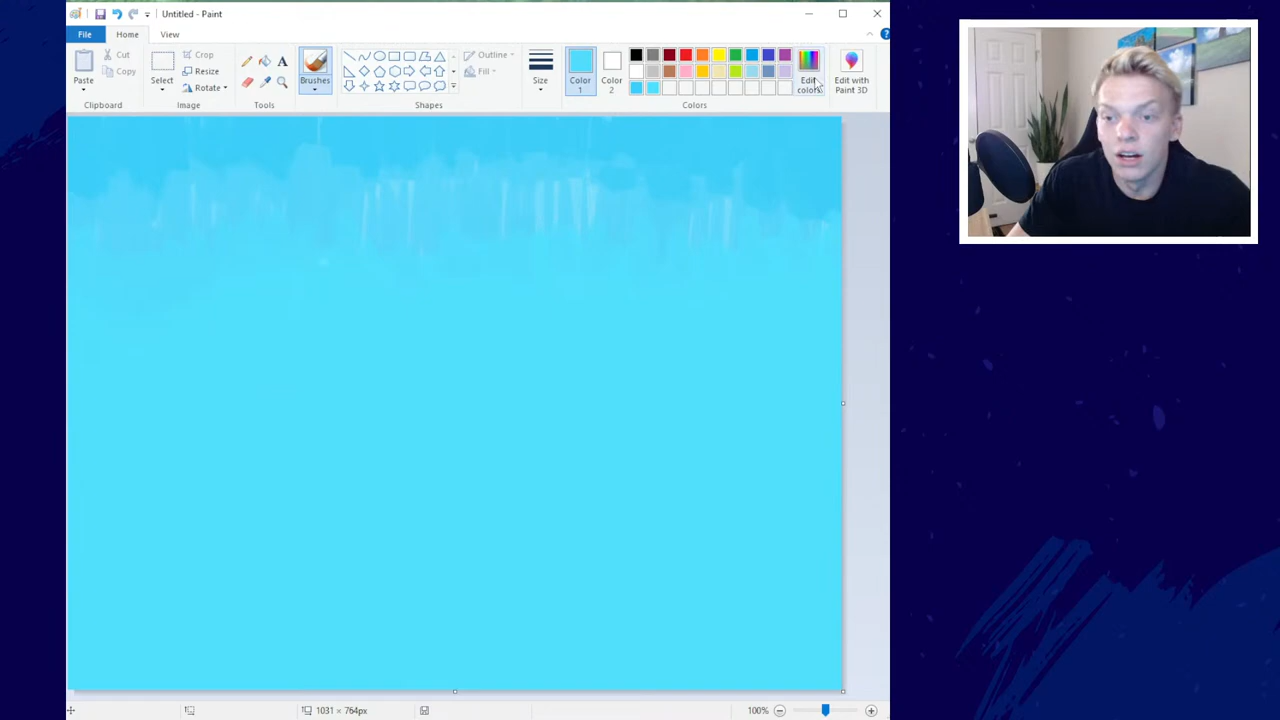 Untitled - Paint
File
Home
View
Paste
Cut
Copy
Clipboard
Select
Crop
Resize
Rotate
Image
Tools
Brushes
Shapes
Outline
Fill
Size
Color 1
Color 2
Colors
Edit colors
Edit with Paint 3D
1031 × 764px
100%